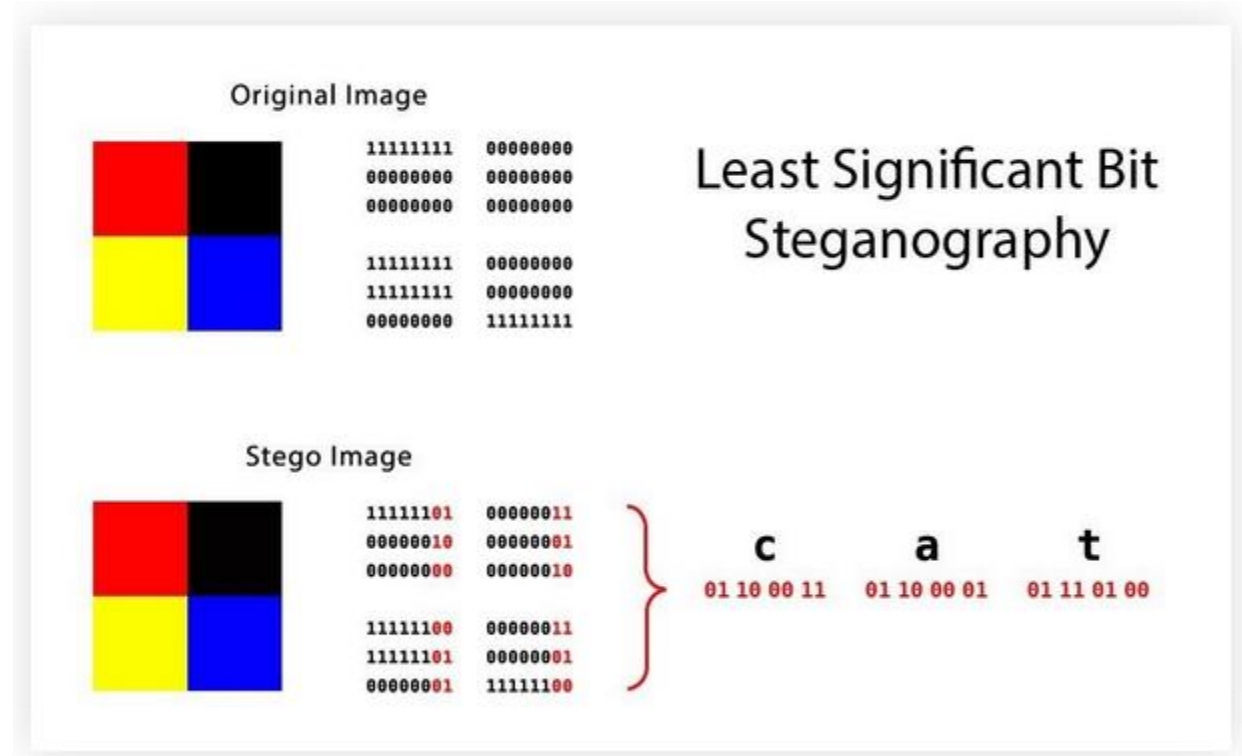 Original Image
11111111 00000000
00000000 00000000
00000000 00000000
11111111 00000000
11111111 00000000
00000000 11111111
Least Significant Bit
Steganography
Stego Image
11111101 00000011
00000010 00000001
00000000 00000010
11111100 00000011
11111101 00000001
00000001 11111100
c a t
01 10 00 11 01 10 00 01 01 11 01 00